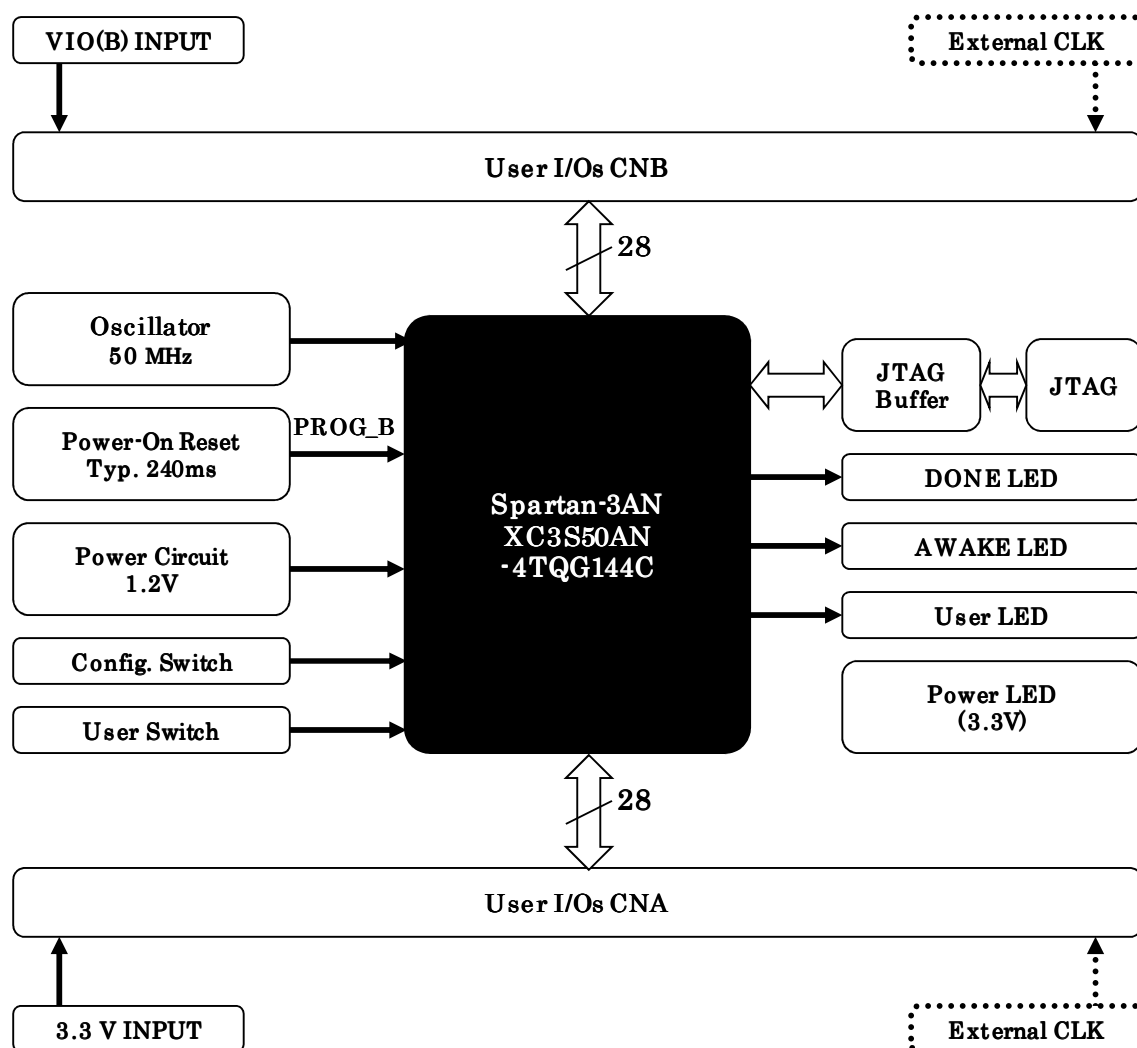 VIO(B) INPUT
External CLK
User I/Os CNB
28
Oscillator
50 MHz
Power-On Reset
Typ. 240ms
PROG_B
Power Circuit
1.2V
Config. Switch
User Switch
Spartan-3AN
XC3S50AN
-4TQG144C
JTAG
Buffer
JTAG
DONE LED
AWAKE LED
User LED
Power LED
(3.3V)
28
User I/Os CNA
3.3 V INPUT
External CLK